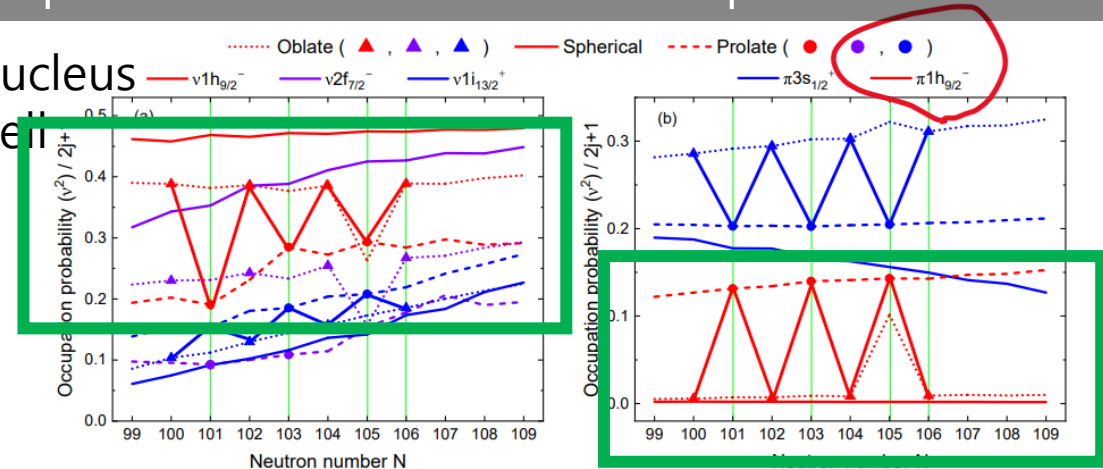 Oblate ( , , ) Spherical Prolate ( , , )
ucleus
ν1h9/2⁻ ν2f7/2⁻ ν1i13/2⁺ π3s1/2⁺ π1h9/2⁻
ell
(a)
(b)
Occupation probability (v²) / 2j+1
0.5
0.4
0.3
0.2
0.1
0.0
99 100 101 102 103 104 105 106 107 108 109
Neutron number N
Occupation probability (v²) / 2j+1
0.3
0.2
0.1
0.0
99 100 101 102 103 104 105 106 107 108 109